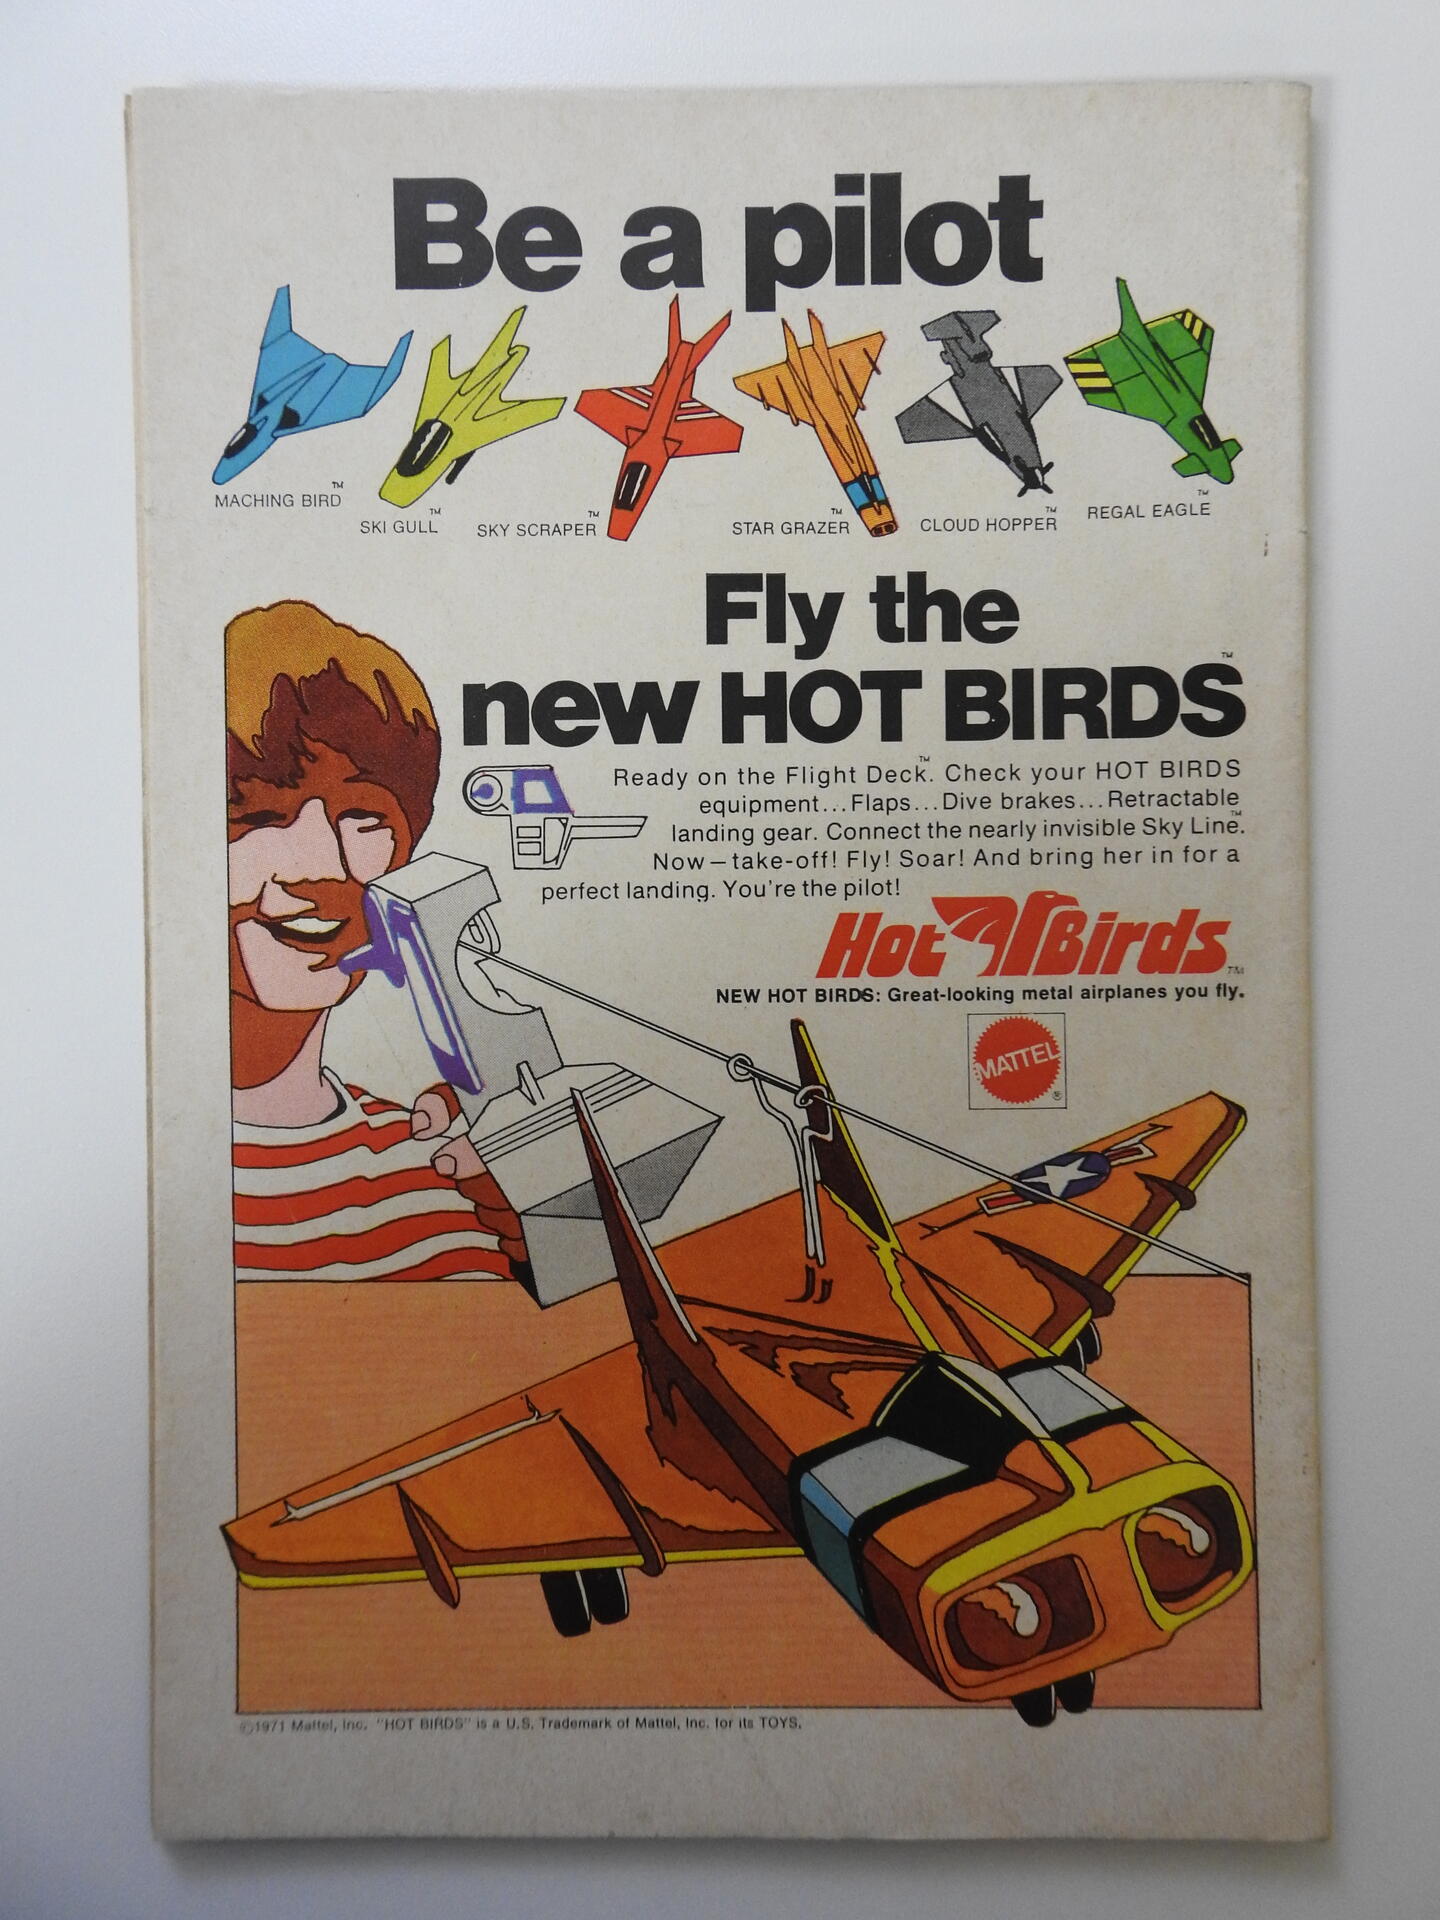 Be a pilot
MACHING BIRD™
SKI GULL™
SKY SCRAPER™
STAR GRAZER™
CLOUD HOPPER™
REGAL EAGLE™
Fly the
new HOT BIRDS™
Ready on the Flight Deck™. Check your HOT BIRDS
equipment...Flaps...Dive brakes...Retractable
landing gear. Connect the nearly invisible Sky Line™.
Now—take-off! Fly! Soar! And bring her in for a
perfect landing. You're the pilot!
Hot Birds™
NEW HOT BIRDS: Great-looking metal airplanes you fly.
MATTEL®
©1971 Mattel, Inc. "HOT BIRDS" is a U.S. Trademark of Mattel, Inc. for its TOYS.